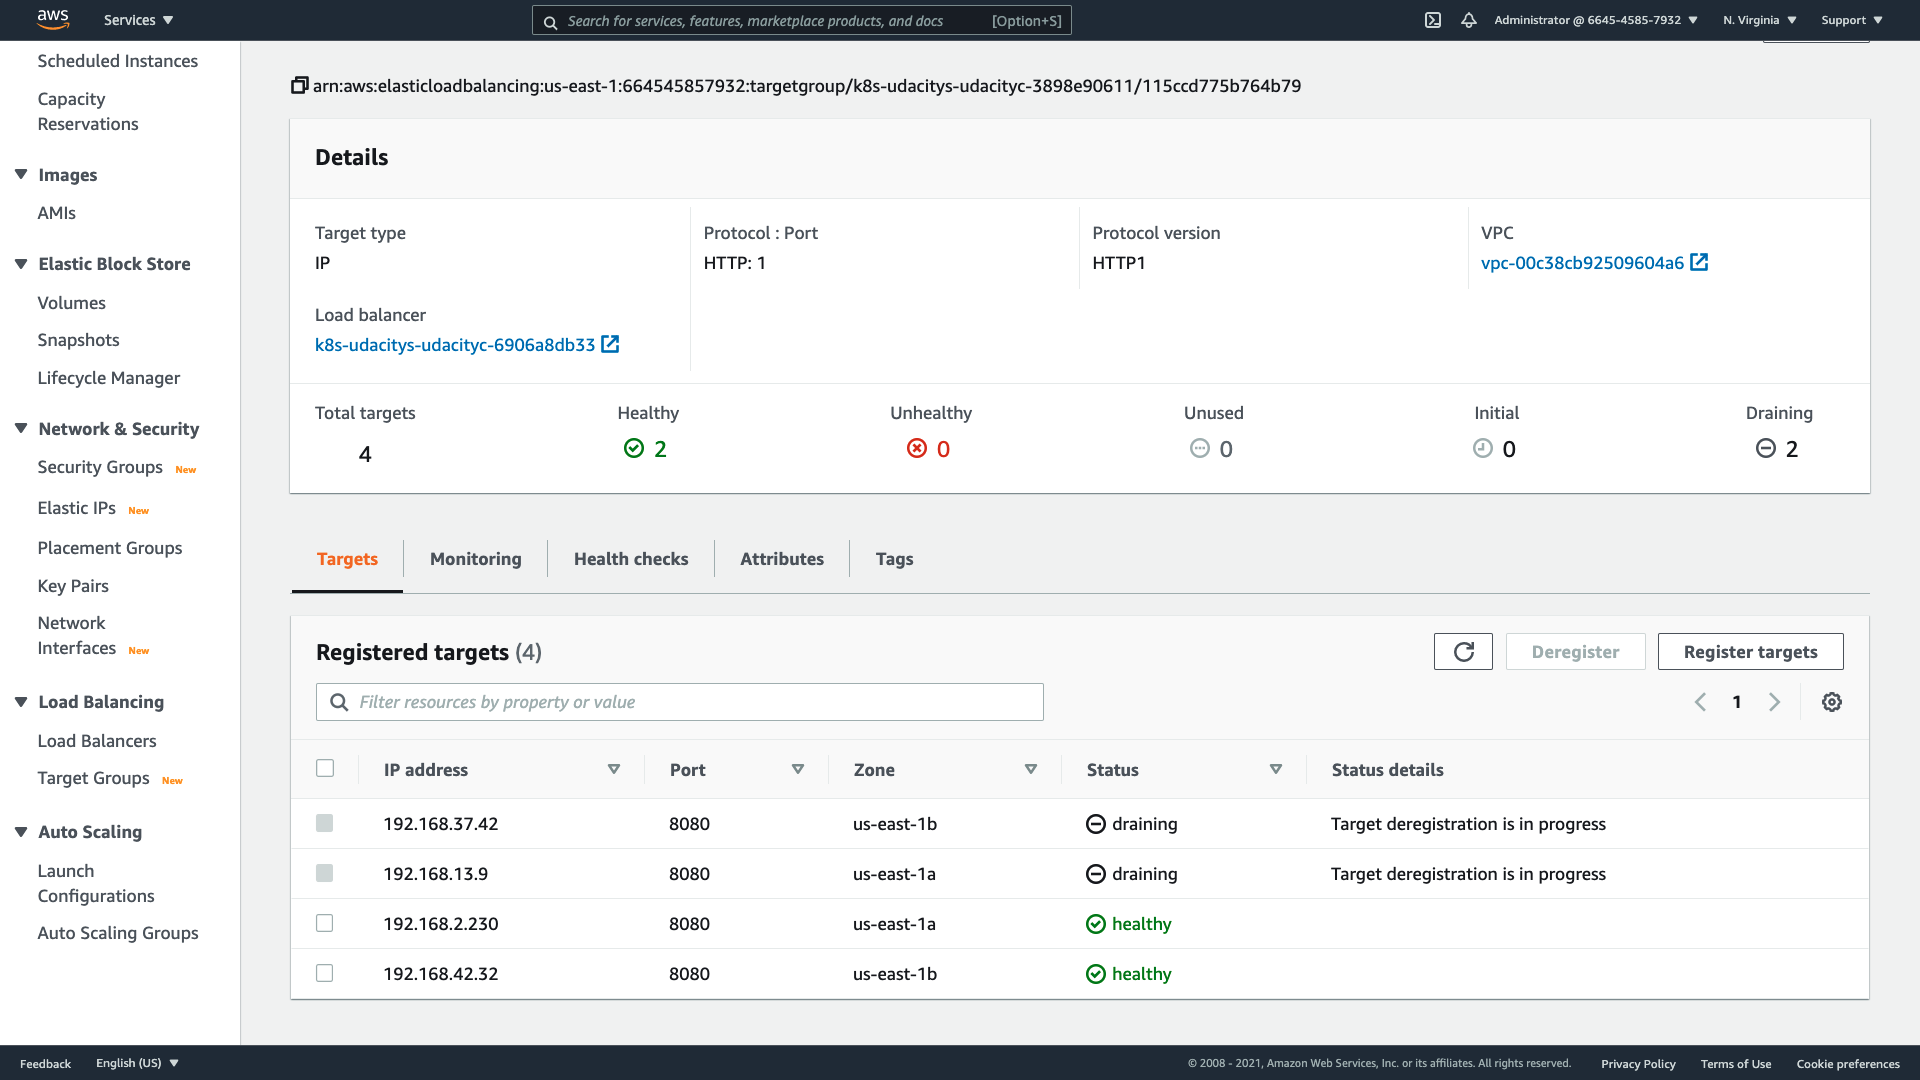 aws
Services
Search for services, features, marketplace products, and docs [Option+S]
Administrator @ 6645-4585-7932
N. Virginia
Support
Scheduled Instances
Capacity
Reservations
Images
AMIs
Elastic Block Store
Volumes
Snapshots
Lifecycle Manager
Network & Security
Security Groups New
Elastic IPs New
Placement Groups
Key Pairs
Network
Interfaces New
Load Balancing
Load Balancers
Target Groups New
Auto Scaling
Launch
Configurations
Auto Scaling Groups
arn:aws:elasticloadbalancing:us-east-1:664545857932:targetgroup/k8s-udacitys-udacityc-3898e90611/115ccd775b764b79
Details
Target type
IP
Protocol : Port
HTTP: 1
Protocol version
HTTP1
VPC
vpc-00c38cb92509604a6
Load balancer
k8s-udacitys-udacityc-6906a8db33
Total targets
4
Healthy
2
Unhealthy
0
Unused
0
Initial
0
Draining
2
Targets
Monitoring
Health checks
Attributes
Tags
Registered targets (4)
Deregister
Register targets
Filter resources by property or value
1
IP address Port Zone Status Status details
192.168.37.42 8080 us-east-1b draining Target deregistration is in progress
192.168.13.9 8080 us-east-1a draining Target deregistration is in progress
192.168.2.230 8080 us-east-1a healthy
192.168.42.32 8080 us-east-1b healthy
Feedback
English (US)
© 2008 - 2021, Amazon Web Services, Inc. or its affiliates. All rights reserved.
Privacy Policy
Terms of Use
Cookie preferences